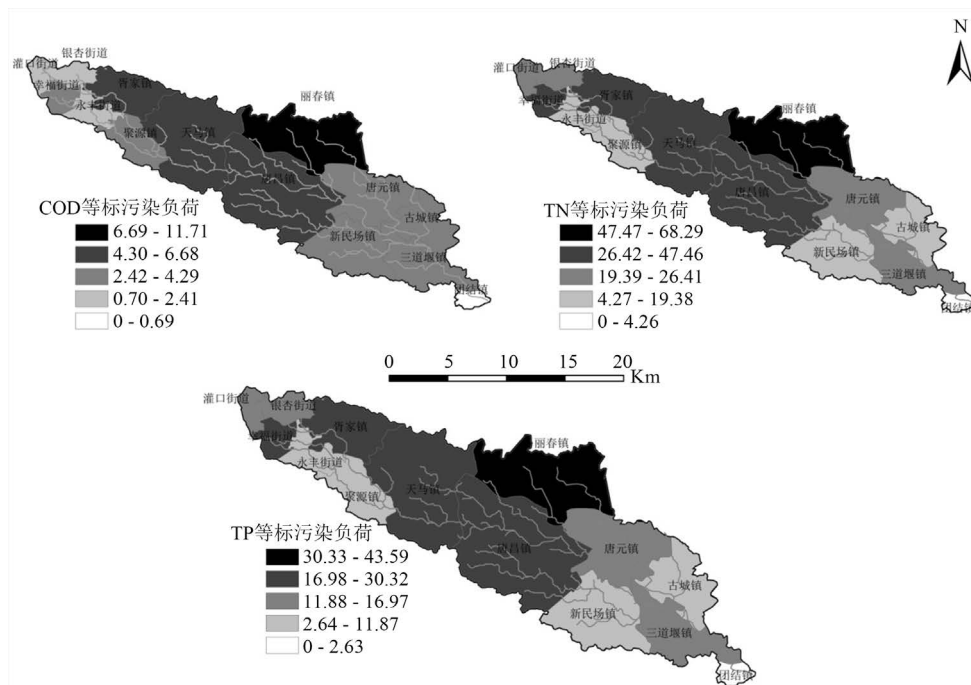 N
银杏街道
灌口街道
幸福街道
胥家镇
永丰街道
聚源镇
天马镇
丽春镇
唐昌镇
唐元镇
古城镇
新民场镇
三道堰镇
团结镇
COD等标污染负荷
6.69 - 11.71
4.30 - 6.68
2.42 - 4.29
0.70 - 2.41
0 - 0.69
银杏街道
灌口街道
幸福街道
胥家镇
永丰街道
聚源镇
天马镇
丽春镇
唐昌镇
唐元镇
古城镇
新民场镇
三道堰镇
团结镇
TN等标污染负荷
47.47 - 68.29
26.42 - 47.46
19.39 - 26.41
4.27 - 19.38
0 - 4.26
0 5 10 15 20
Km
灌口街道
银杏街道
幸福街道
胥家镇
永丰街道
聚源镇
天马镇
丽春镇
唐昌镇
唐元镇
古城镇
新民场镇
三道堰镇
团结镇
TP等标污染负荷
30.33 - 43.59
16.98 - 30.32
11.88 - 16.97
2.64 - 11.87
0 - 2.63